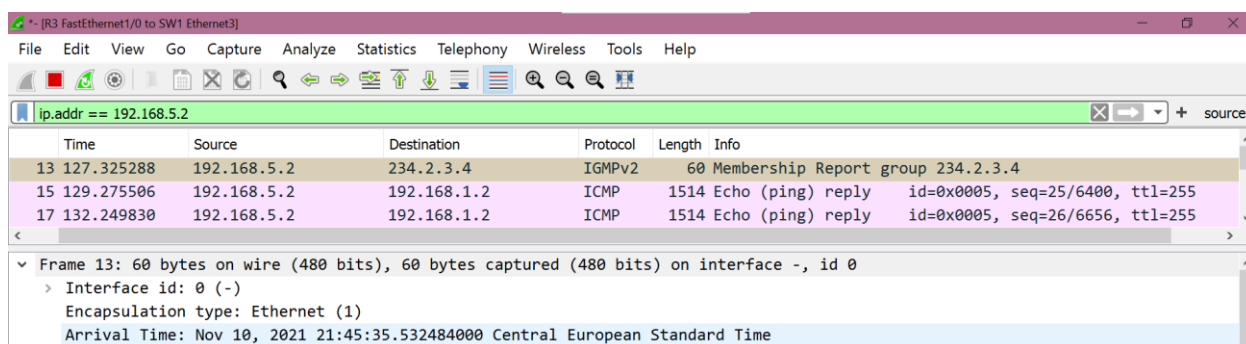 *- [R3 FastEthernet1/0 to SW1 Ethernet3]
File Edit View Go Capture Analyze Statistics Telephony Wireless Tools Help
ip.addr == 192.168.5.2 + source
Time Source Destination Protocol Length Info
13 127.325288 192.168.5.2 234.2.3.4 IGMPv2 60 Membership Report group 234.2.3.4
15 129.275506 192.168.5.2 192.168.1.2 ICMP 1514 Echo (ping) reply id=0x0005, seq=25/6400, ttl=255
17 132.249830 192.168.5.2 192.168.1.2 ICMP 1514 Echo (ping) reply id=0x0005, seq=26/6656, ttl=255
Frame 13: 60 bytes on wire (480 bits), 60 bytes captured (480 bits) on interface -, id 0
Interface id: 0 (-)
Encapsulation type: Ethernet (1)
Arrival Time: Nov 10, 2021 21:45:35.532484000 Central European Standard Time